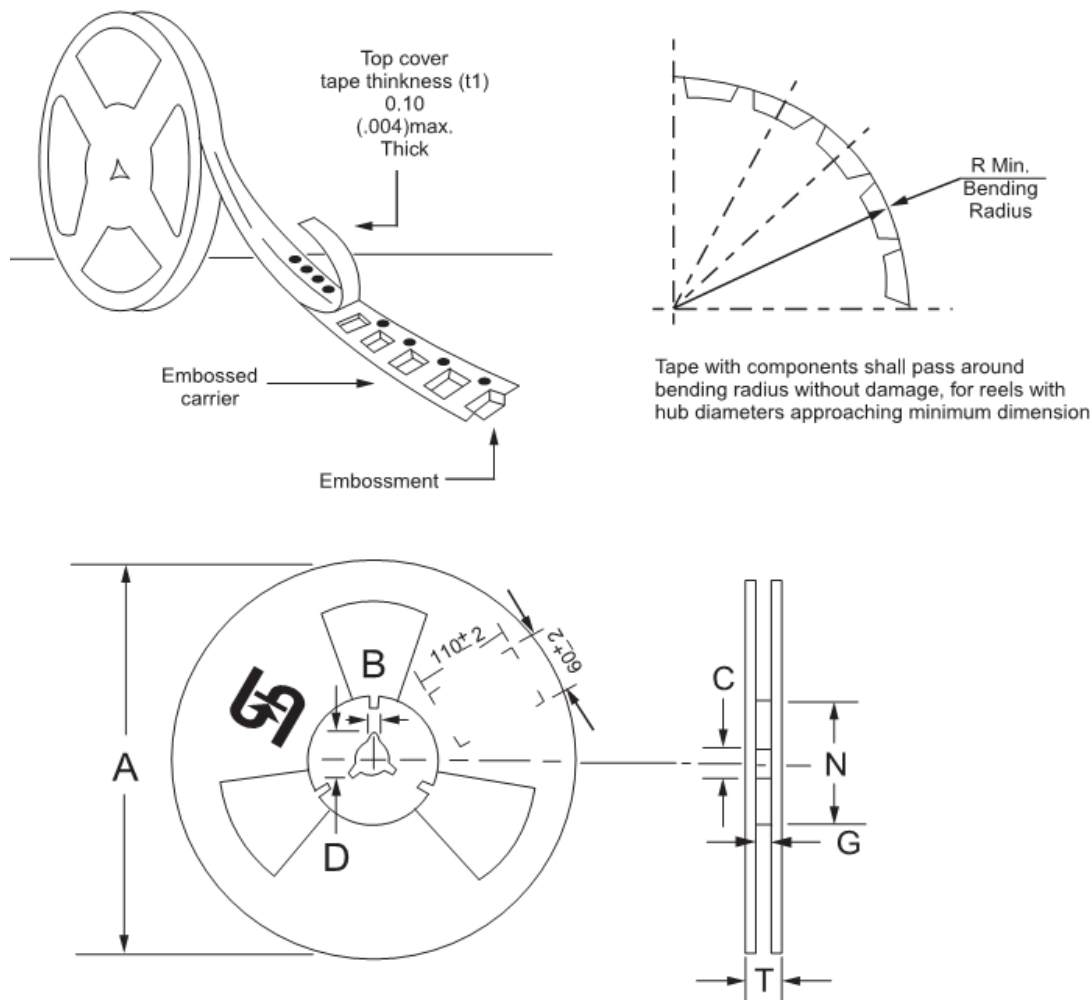 Top cover
tape thinkness (t1)
0.10
(.004)max.
Thick
R Min.
Bending
Radius
Embossed
carrier
Embossment
Tape with components shall pass around
bending radius without damage, for reels with
hub diameters approaching minimum dimension
A
B
110±2
60±2
D
C
N
G
T